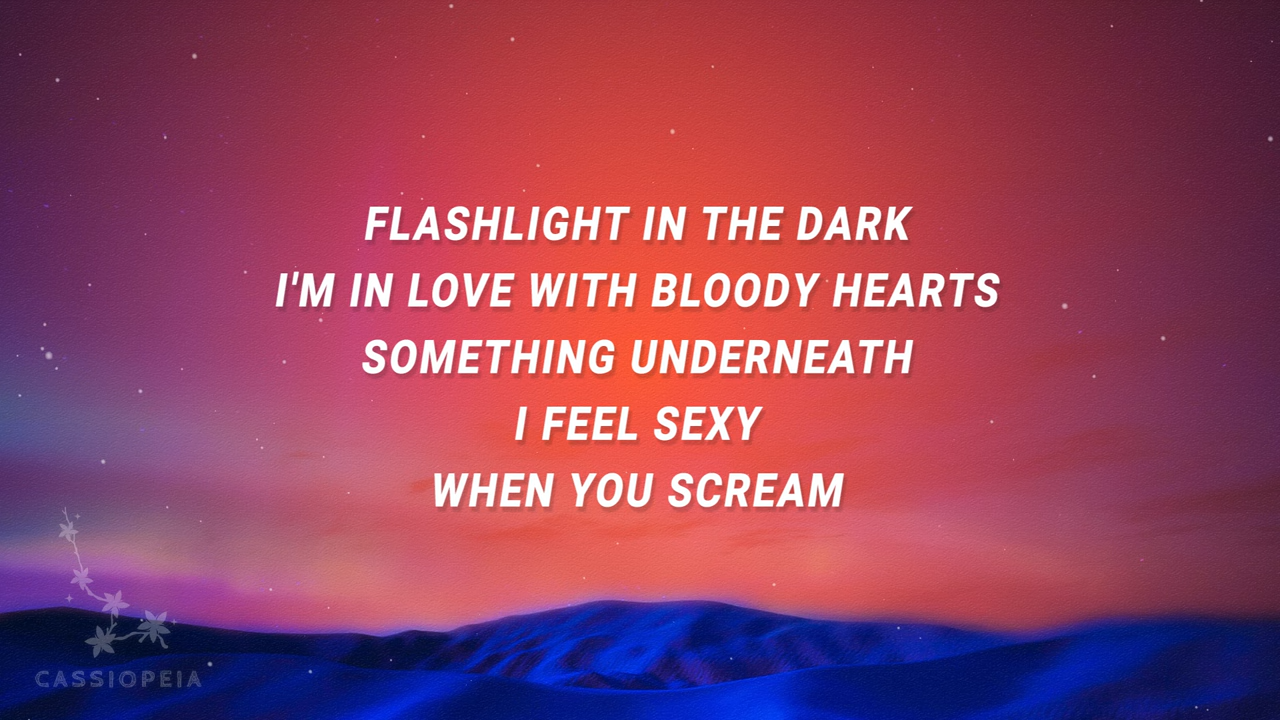 FLASHLIGHT IN THE DARK
I'M IN LOVE WITH BLOODY HEARTS
SOMETHING UNDERNEATH
I FEEL SEXY
WHEN YOU SCREAM
CASSIOPEIA